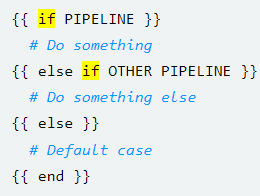 {{ if PIPELINE }}
  # Do something
{{ else if OTHER PIPELINE }}
  # Do something else
{{ else }}
  # Default case
{{ end }}